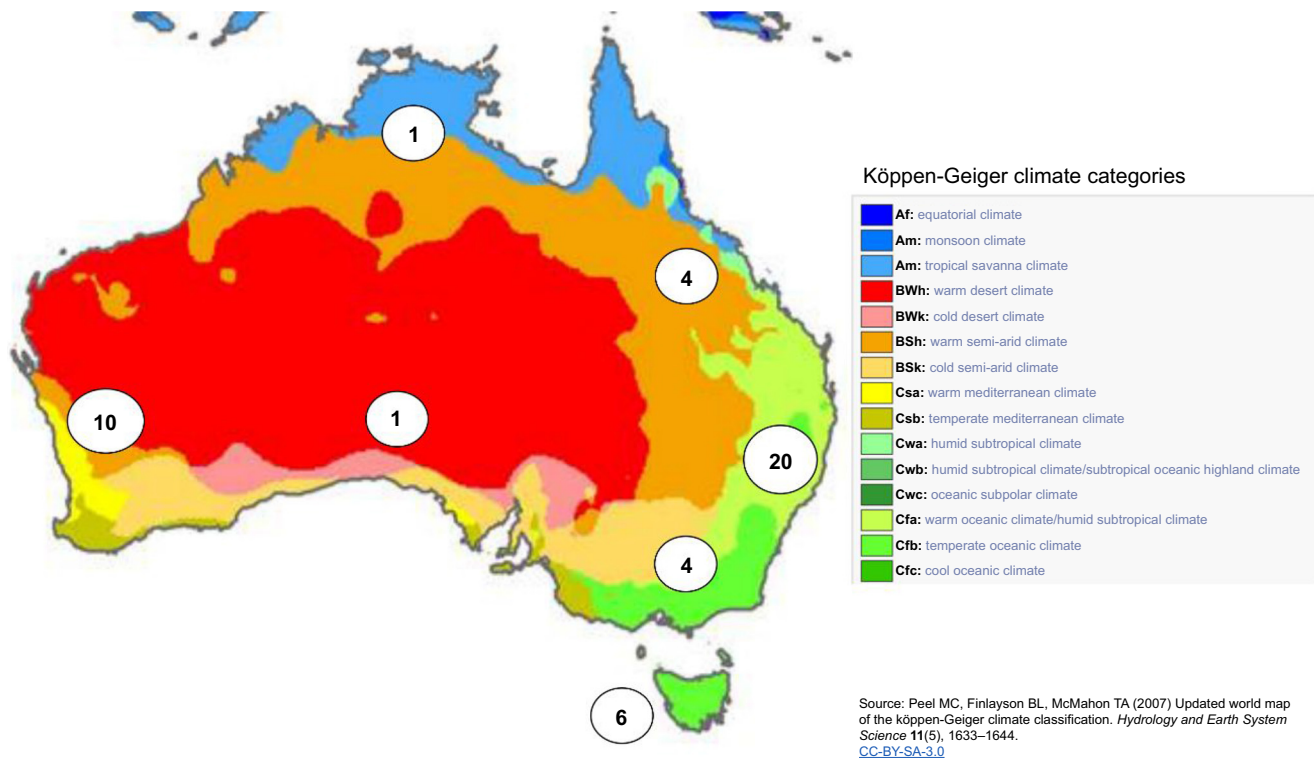 1
4
10
1
20
4
6
Köppen-Geiger climate categories
Af: equatorial climate
Am: monsoon climate
Am: tropical savanna climate
BWh: warm desert climate
BWk: cold desert climate
BSh: warm semi-arid climate
BSk: cold semi-arid climate
Csa: warm mediterranean climate
Csb: temperate mediterranean climate
Cwa: humid subtropical climate
Cwb: humid subtropical climate/subtropical oceanic highland climate
Cwc: oceanic subpolar climate
Cfa: warm oceanic climate/humid subtropical climate
Cfb: temperate oceanic climate
Cfc: cool oceanic climate
Source: Peel MC, Finlayson BL, McMahon TA (2007) Updated world map
of the köppen-Geiger climate classification. Hydrology and Earth System
Science 11(5), 1633–1644.
CC-BY-SA-3.0